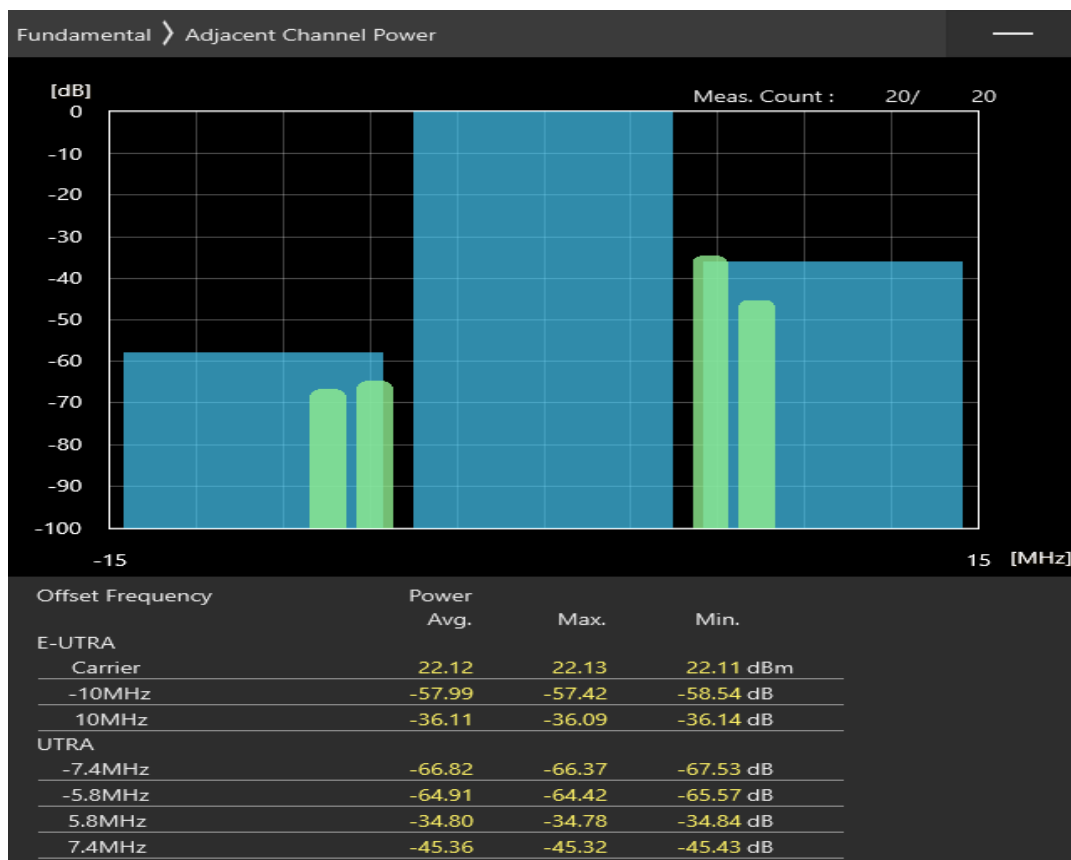 Fundamental ❯ Adjacent Channel Power
[dB]
Meas. Count : 20/ 20
0
-10
-20
-30
-40
-50
-60
-70
-80
-90
-100
-15 15 [MHz]
Offset Frequency Power
Avg. Max. Min.
E-UTRA
Carrier 22.12 22.13 22.11 dBm
-10MHz -57.99 -57.42 -58.54 dB
10MHz -36.11 -36.09 -36.14 dB
UTRA
-7.4MHz -66.82 -66.37 -67.53 dB
-5.8MHz -64.91 -64.42 -65.57 dB
5.8MHz -34.80 -34.78 -34.84 dB
7.4MHz -45.36 -45.32 -45.43 dB